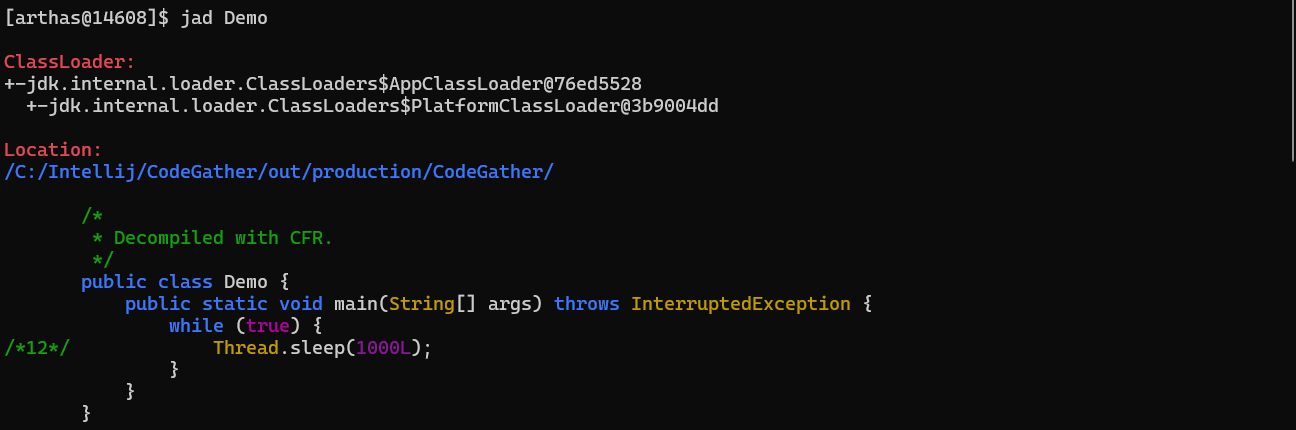 [arthas@14608]$ jad Demo
ClassLoader:
+-jdk.internal.loader.ClassLoaders$AppClassLoader@76ed5528
  +-jdk.internal.loader.ClassLoaders$PlatformClassLoader@3b9004dd
Location:
/C:/Intellij/CodeGather/out/production/CodeGather/
       /*
        * Decompiled with CFR.
        */
       public class Demo {
           public static void main(String[] args) throws InterruptedException {
               while (true) {
/*12*/             Thread.sleep(1000L);
               }
           }
       }